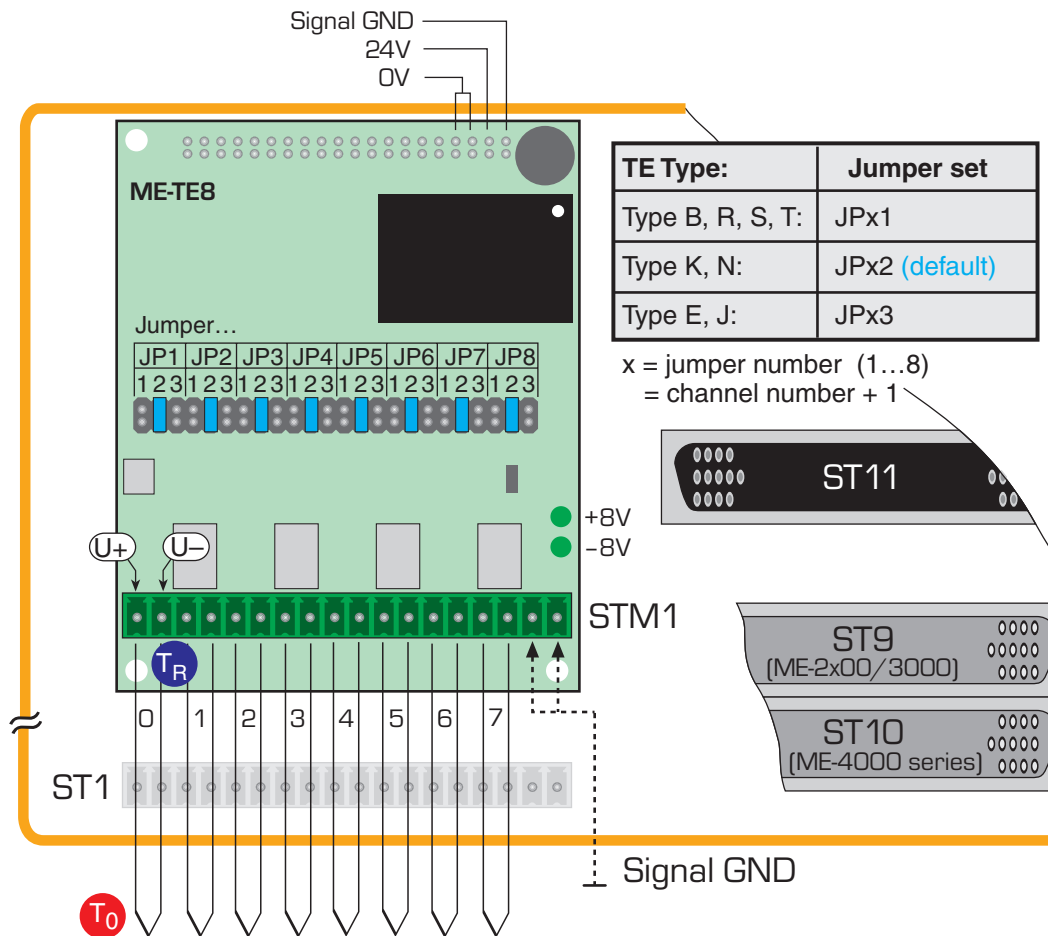 Signal GND
24V
0V
ME-TE8
TE Type: Jumper set
Type B, R, S, T: JPx1
Type K, N: JPx2 (default)
Type E, J: JPx3
x = jumper number (1...8)
= channel number + 1
Jumper...
JP1 JP2 JP3 JP4 JP5 JP6 JP7 JP8
1 2 3 1 2 3 1 2 3 1 2 3 1 2 3 1 2 3 1 2 3 1 2 3
ST11
+8V
-8V
U+ U-
STM1
TR
ST9
(ME-2x00/3000)
0 1 2 3 4 5 6 7
ST10
(ME-4000 series)
ST1
Signal GND
T0